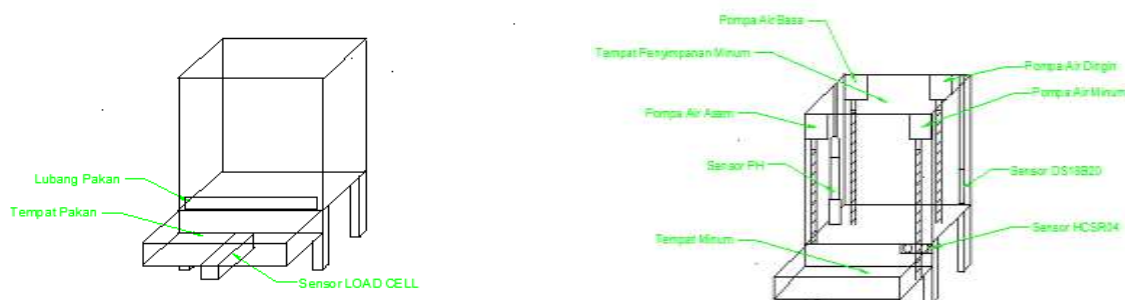 Lubang Pakan
Tempat Pakan
Sensor LOAD CELL
Pompa Air Basa
Tempat Penyimpanan Minum
Pompa Air Dingin
Pompa Air Minum
Pompa Air Asam
Sensor PH
Sensor DS18B20
Sensor HCSR04
Tempat Minum